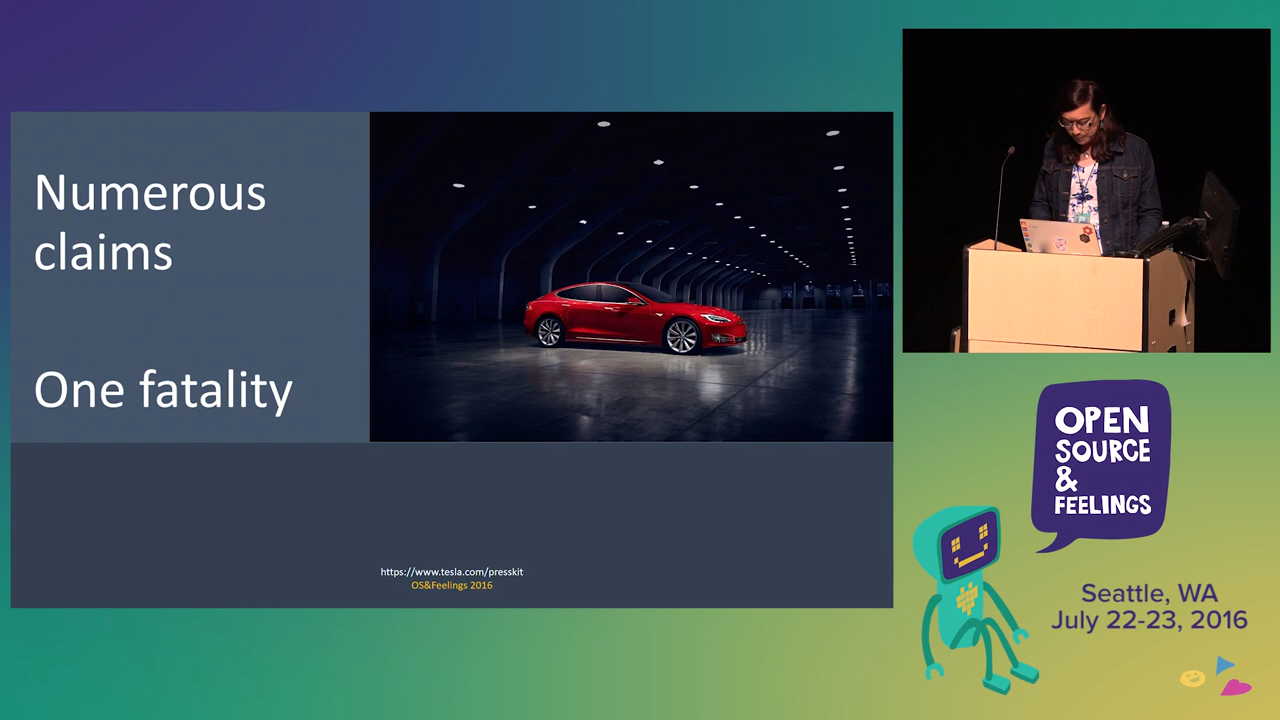 Numerous
claims
One fatality
https://www.tesla.com/presskit
OS&Feelings 2016
OPEN
SOURCE
&
FEELINGS
Seattle, WA
July 22-23, 2016